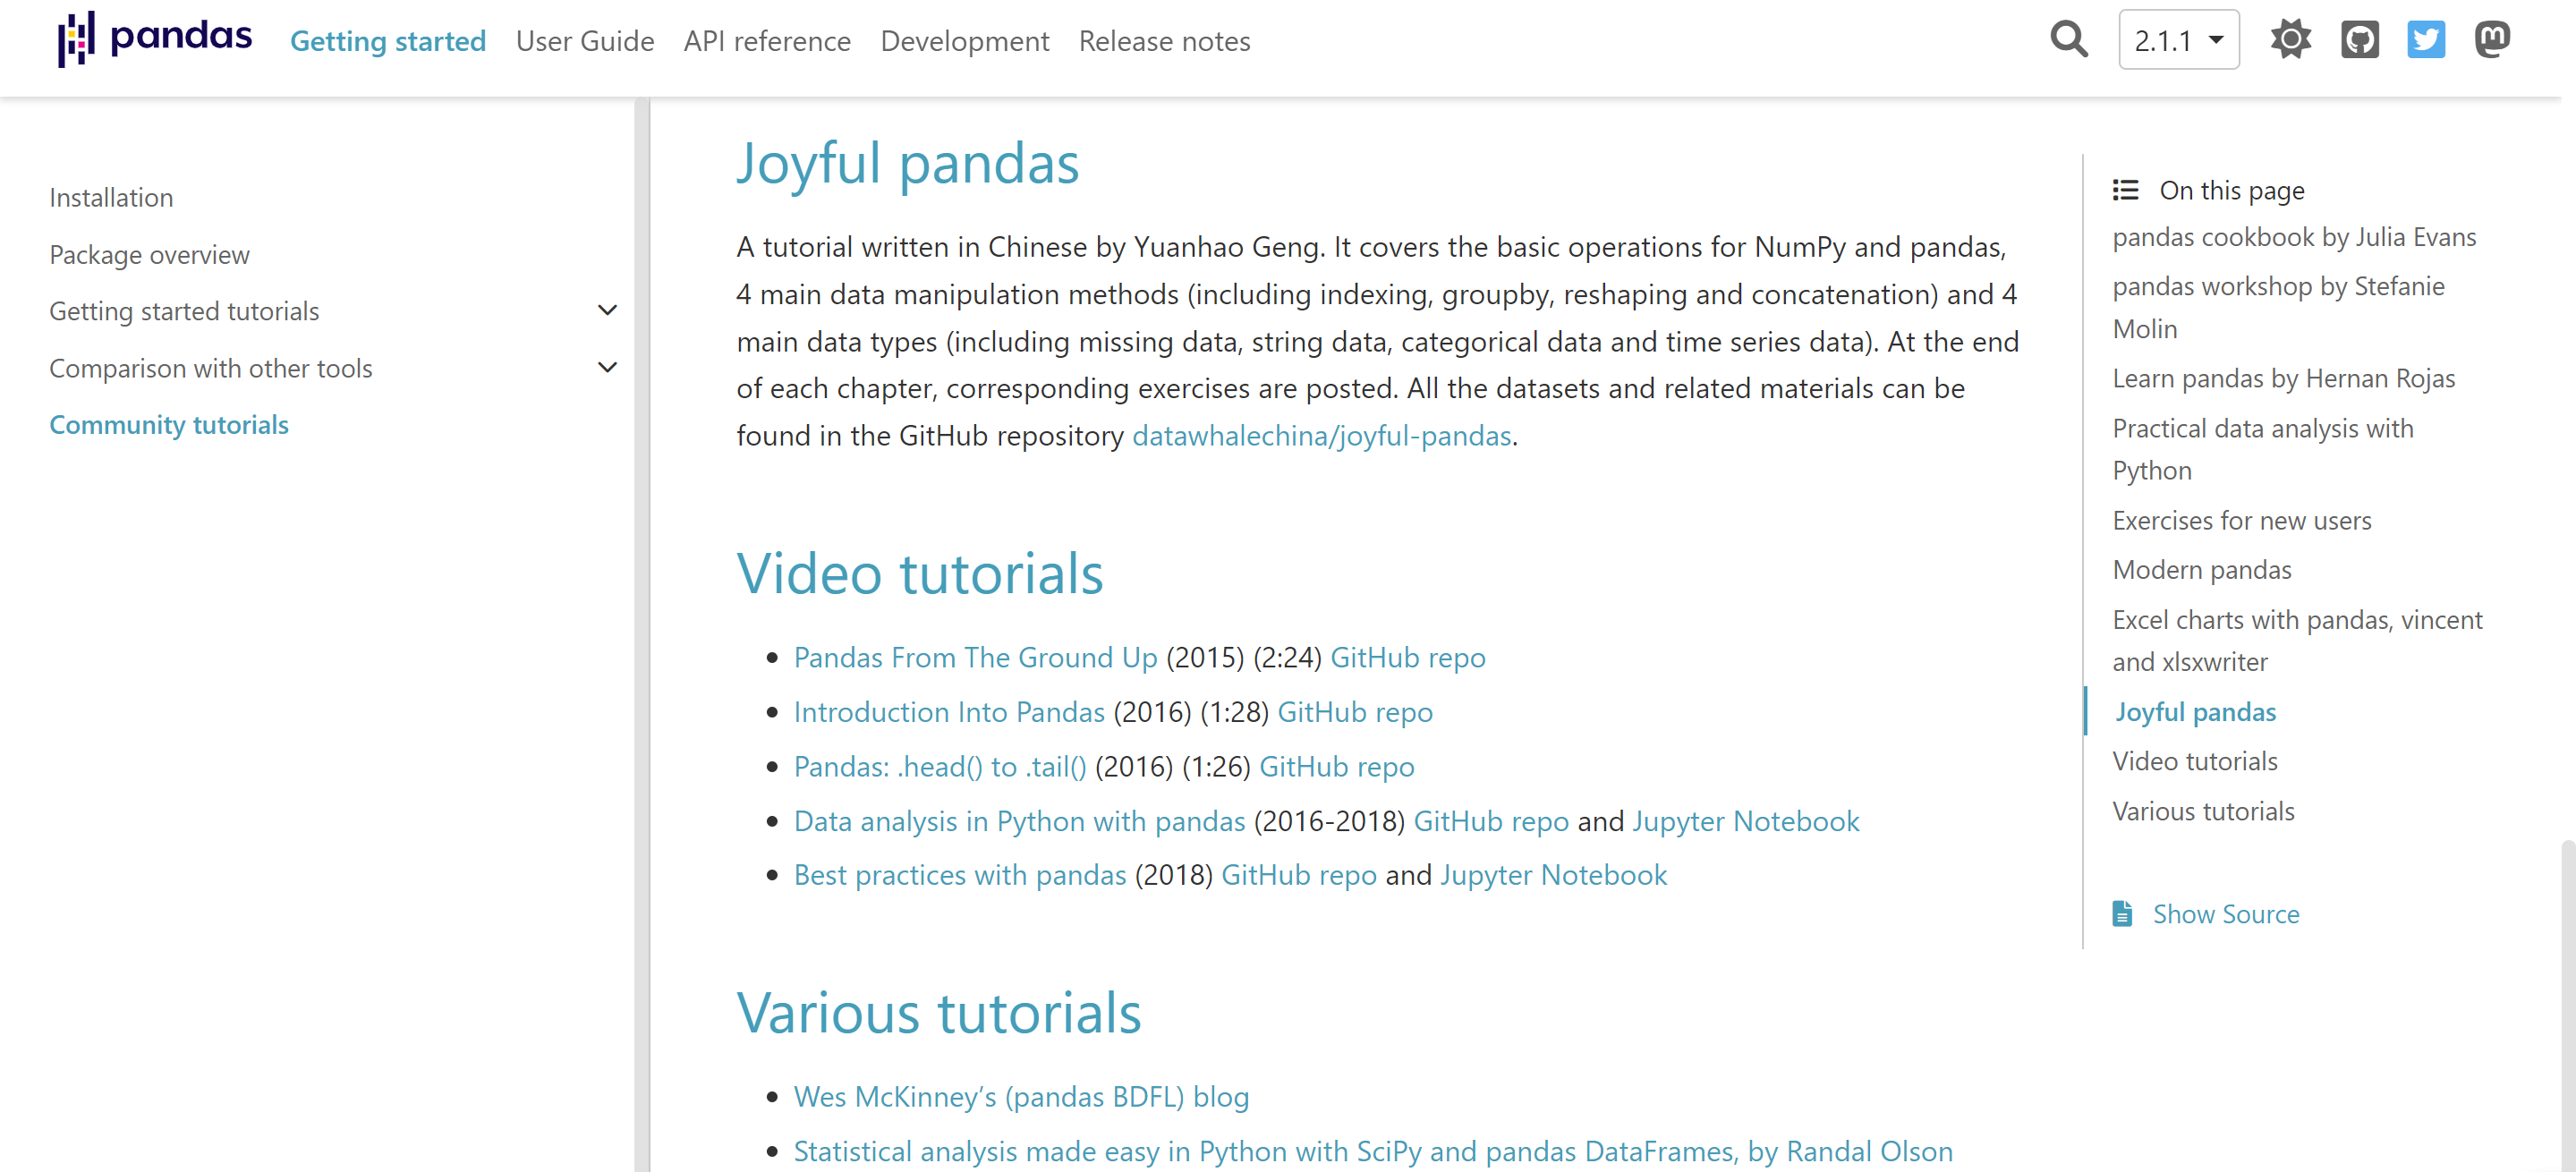 pandas
Getting started User Guide API reference Development Release notes
2.1.1
Installation
Package overview
Getting started tutorials
Comparison with other tools
Community tutorials
Joyful pandas
A tutorial written in Chinese by Yuanhao Geng. It covers the basic operations for NumPy and pandas,
4 main data manipulation methods (including indexing, groupby, reshaping and concatenation) and 4
main data types (including missing data, string data, categorical data and time series data). At the end
of each chapter, corresponding exercises are posted. All the datasets and related materials can be
found in the GitHub repository datawhalechina/joyful-pandas.
Video tutorials
Pandas From The Ground Up (2015) (2:24) GitHub repo
Introduction Into Pandas (2016) (1:28) GitHub repo
Pandas: .head() to .tail() (2016) (1:26) GitHub repo
Data analysis in Python with pandas (2016-2018) GitHub repo and Jupyter Notebook
Best practices with pandas (2018) GitHub repo and Jupyter Notebook
Various tutorials
Wes McKinney’s (pandas BDFL) blog
Statistical analysis made easy in Python with SciPy and pandas DataFrames, by Randal Olson
On this page
pandas cookbook by Julia Evans
pandas workshop by Stefanie
Molin
Learn pandas by Hernan Rojas
Practical data analysis with
Python
Exercises for new users
Modern pandas
Excel charts with pandas, vincent
and xlsxwriter
Joyful pandas
Video tutorials
Various tutorials
Show Source